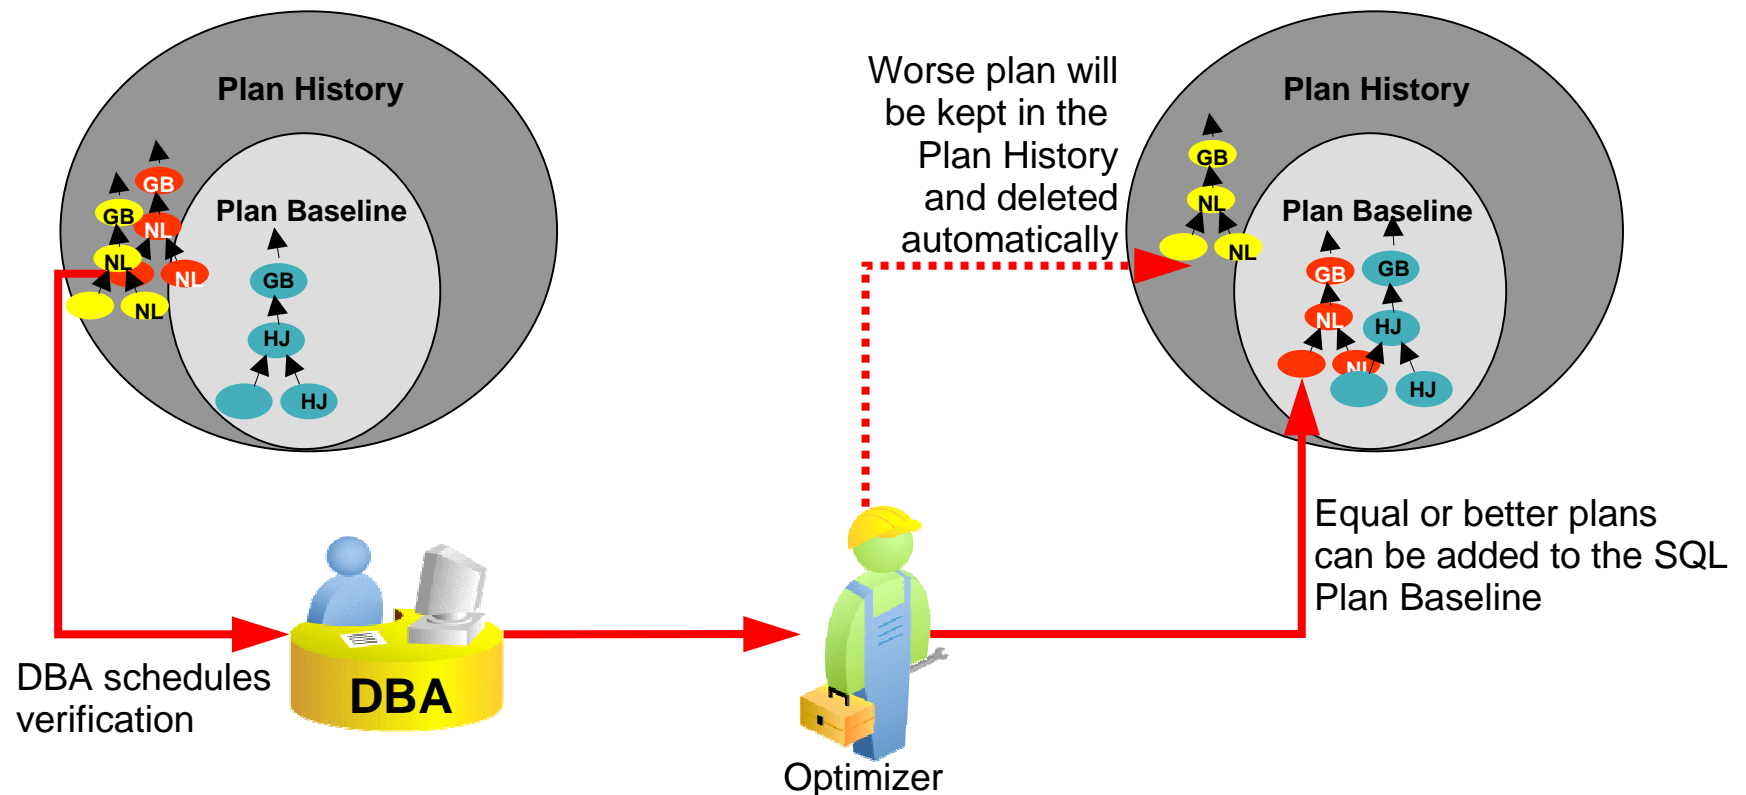 Plan History
GB
GB
Plan Baseline
NL
NL
NL
NL
GB
HJ
HJ
DBA schedules
verification
DBA
Optimizer
Worse plan will
be kept in the
Plan History
and deleted
automatically
Plan History
GB
NL
NL
Plan Baseline
GB
GB
NL
HJ
NL
HJ
Equal or better plans
can be added to the SQL
Plan Baseline